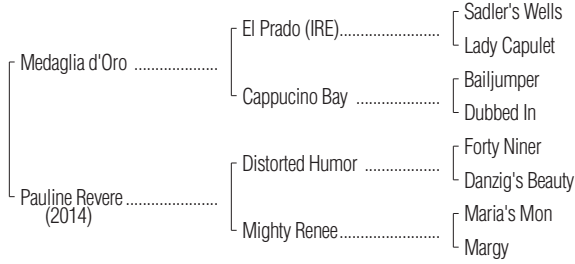 Sadler's Wells
El Prado (IRE)......................
Lady Capulet
Medaglia d'Oro ....................
Bailjumper
Cappucino Bay ....................
Dubbed In
Forty Niner
Distorted Humor ..................
Danzig's Beauty
Pauline Revere......................
(2014)
Maria's Mon
Mighty Renee.......................
Margy